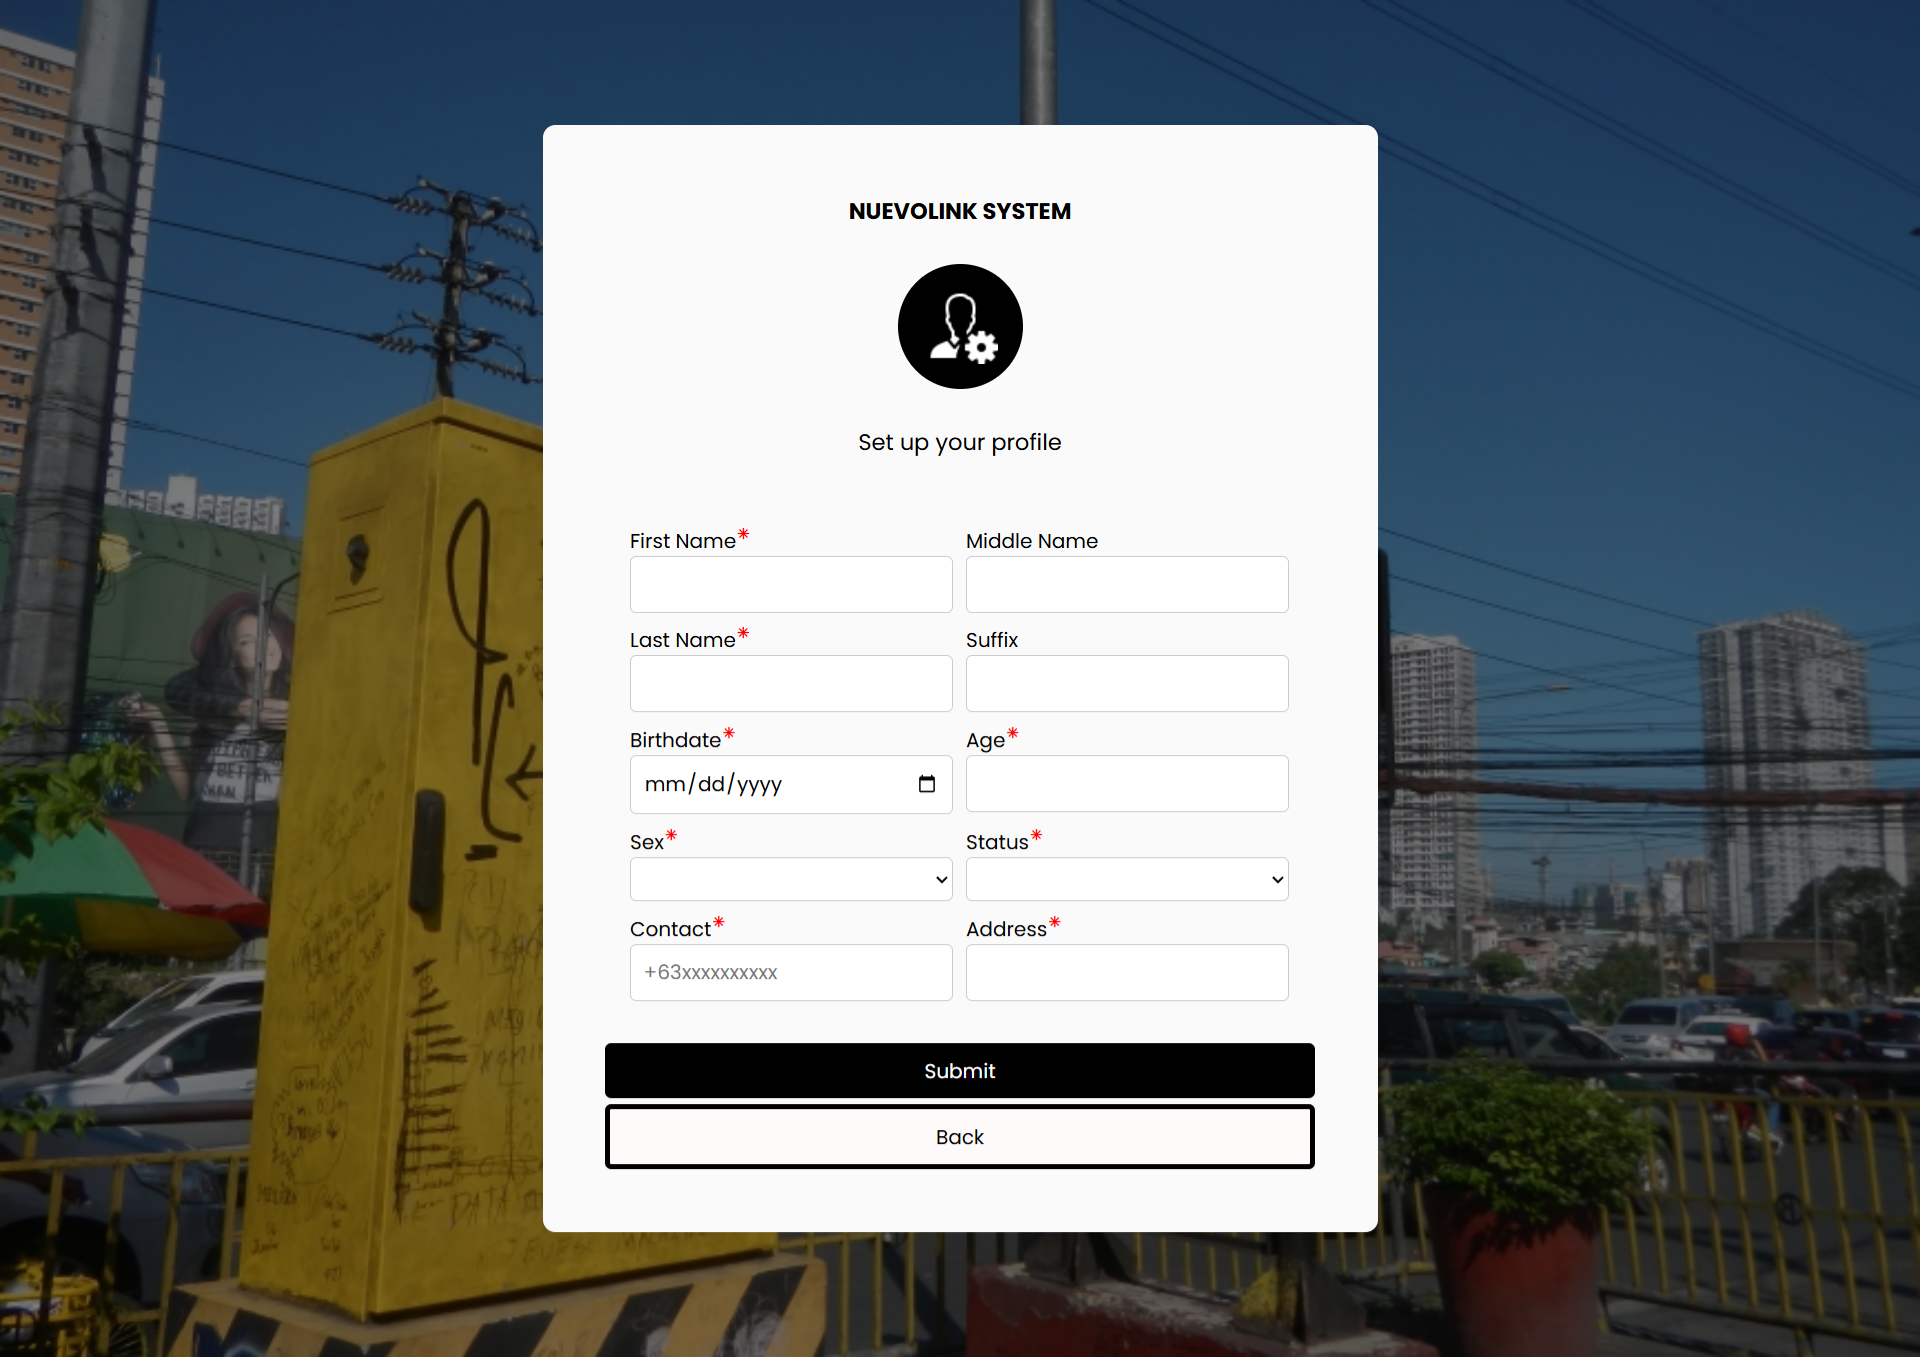 NUEVOLINK SYSTEM
Set up your profile
First Name*
Middle Name
Last Name*
Suffix
Birthdate*
Age*
mm/dd/yyyy
Sex*
Status*
Contact*
Address*
+63xxxxxxxxxx
Submit
Back